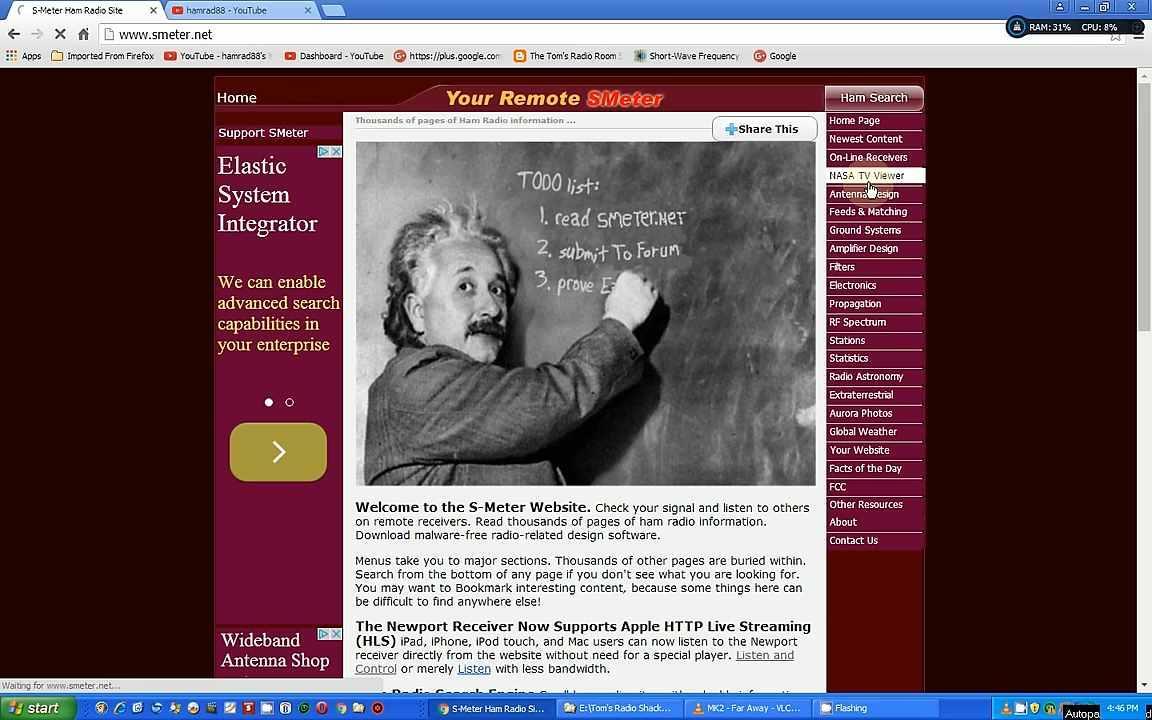 S-Meter Ham Radio Site
hamrad88 - YouTube
www.smeter.net
RAM: 31% CPU: 8%
Apps
Imported From Firefox
YouTube - hamrad88's
Dashboard - YouTube
https://plus.google.com
The Tom's Radio Room S
Short-Wave Frequency
Google
Home
Your Remote SMeter
Ham Search
Support SMeter
Elastic
System
Integrator
We can enable
advanced search
capabilities in
your enterprise
Wideband
Antenna Shop
Thousands of pages of Ham Radio information ...
Share This
TODO list:
1. read SMETER.NET
2. submit To Forum
3. prove E=
Welcome to the S-Meter Website. Check your signal and listen to others
on remote receivers. Read thousands of pages of ham radio information.
Download malware-free radio-related design software.
Menus take you to major sections. Thousands of other pages are buried within.
Search from the bottom of any page if you don't see what you are looking for.
You may want to Bookmark interesting content, because some things here can
be difficult to find anywhere else!
The Newport Receiver Now Supports Apple HTTP Live Streaming
(HLS) iPad, iPhone, iPod touch, and Mac users can now listen to the Newport
receiver directly from the website without need for a special player. Listen and
Control or merely Listen with less bandwidth.
Radio Search Engine
Home Page
Newest Content
On-Line Receivers
NASA TV Viewer
Antenna Design
Feeds & Matching
Ground Systems
Amplifier Design
Filters
Electronics
Propagation
RF Spectrum
Stations
Statistics
Radio Astronomy
Extraterrestrial
Aurora Photos
Global Weather
Your Website
Facts of the Day
FCC
Other Resources
About
Contact Us
Waiting for www.smeter.net...
start
S-Meter Ham Radio Si...
E:\Tom's Radio Shack...
MK2 - Far Away - VLC...
Flashing
4:46 PM
Autopa